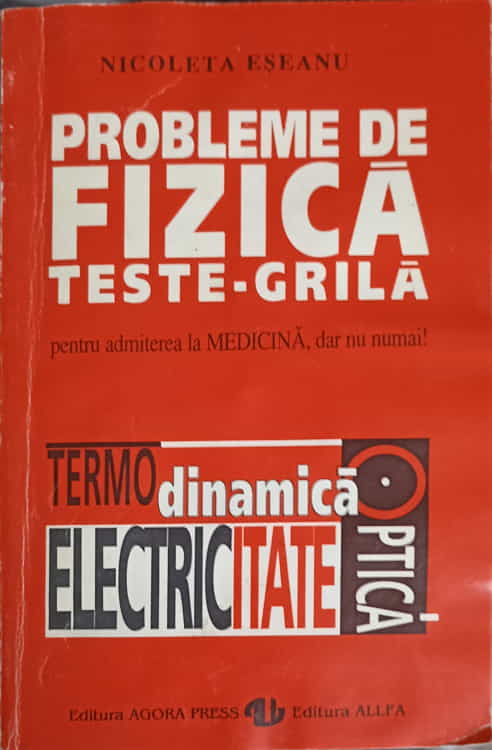 NICOLETA EȘEANU
PROBLEME DE
FIZICĂ
TESTE-GRILĂ
pentru admiterea la MEDICINĂ, dar nu numai!
TERMOdinamică
ELECTRICITATE
OPTICĂ
Editura AGORA PRESS Editura ALLFA